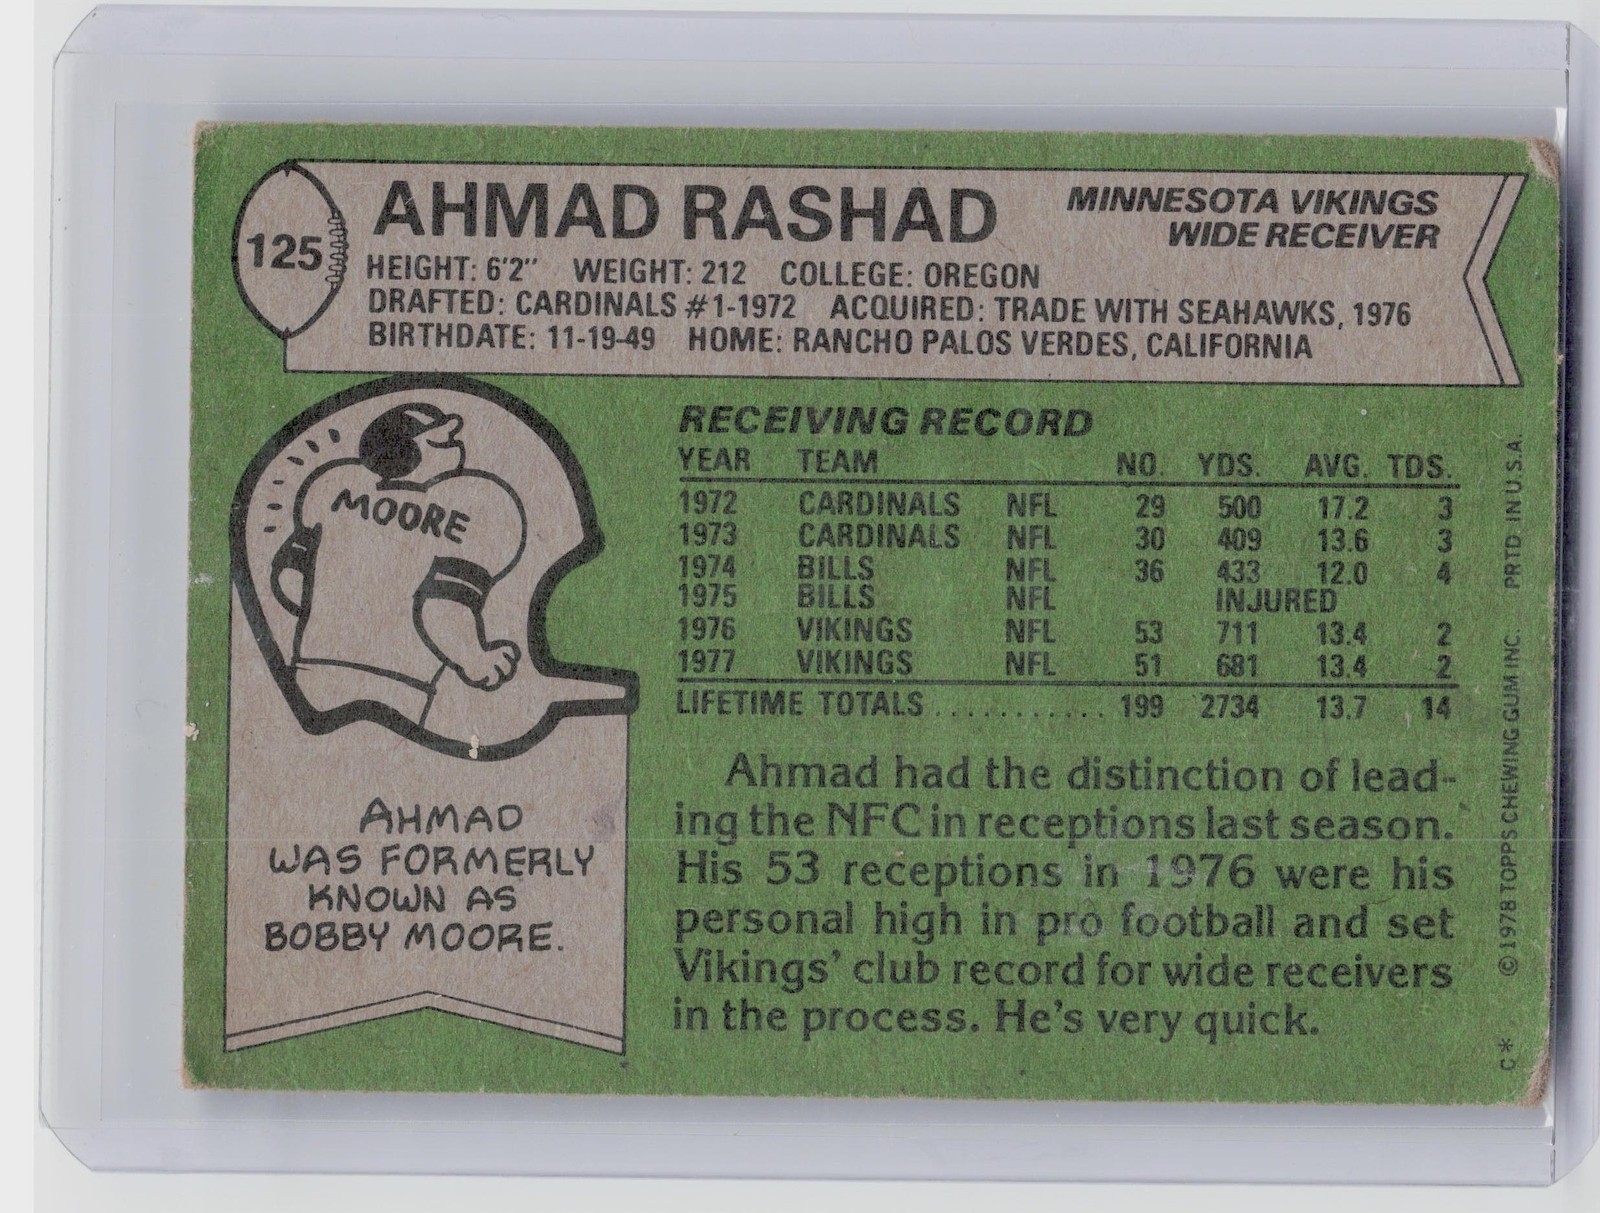 125
AHMAD RASHAD
MINNESOTA VIKINGS
WIDE RECEIVER
HEIGHT: 6'2" WEIGHT: 212 COLLEGE: OREGON
DRAFTED: CARDINALS #1-1972 ACQUIRED: TRADE WITH SEAHAWKS, 1976
BIRTHDATE: 11-19-49 HOME: RANCHO PALOS VERDES, CALIFORNIA
MOORE
AHMAD
WAS FORMERLY
KNOWN AS
BOBBY MOORE.
RECEIVING RECORD
YEAR TEAM NO. YDS. AVG. TDS.
1972 CARDINALS NFL 29 500 17.2 3
1973 CARDINALS NFL 30 409 13.6 3
1974 BILLS NFL 36 433 12.0 4
1975 BILLS NFL INJURED
1976 VIKINGS NFL 53 711 13.4 2
1977 VIKINGS NFL 51 681 13.4 2
LIFETIME TOTALS ............ 199 2734 13.7 14
Ahmad had the distinction of lead-
ing the NFC in receptions last season.
His 53 receptions in 1976 were his
personal high in pro football and set
Vikings' club record for wide receivers
in the process. He's very quick.
C* ©1978 TOPPS CHEWING GUM INC. PRTD. IN U.S.A.